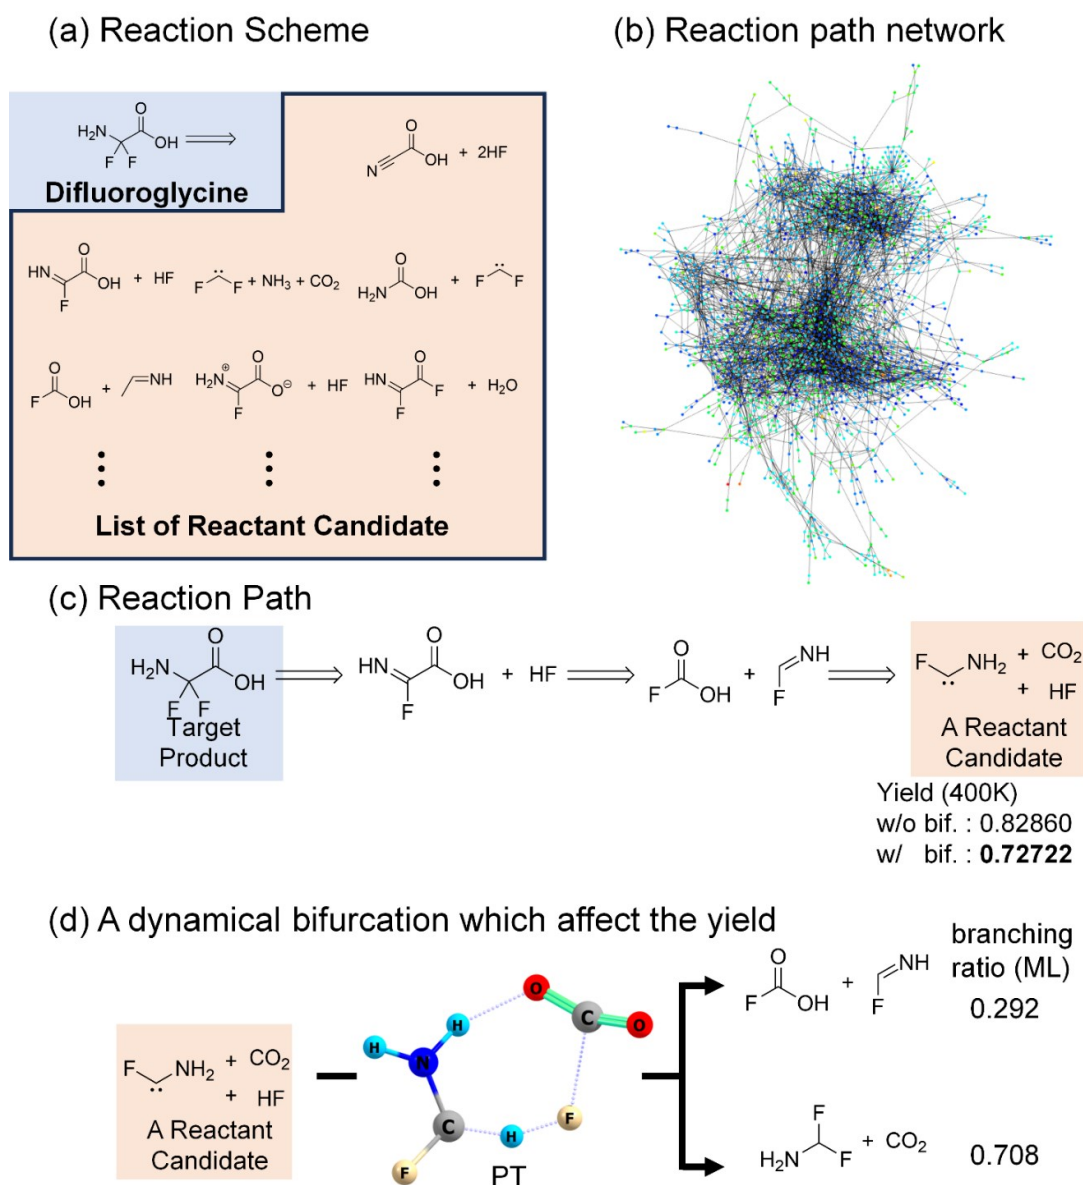 (a) Reaction Scheme
(b) Reaction path network
O
H₂N
OH
F F
Difluoroglycine
O
OH + 2HF
N
O
HN
OH + HF
F
F F + NH₃ + CO₂
O
H₂N OH + F F
O
F OH + NH
O
H₂N⊕
O⊖ + HF
F
O
HN
F + H₂O
F
List of Reactant Candidate
(c) Reaction Path
O
H₂N
OH
F F
Target
Product
O
HN
OH + HF
F
O
F OH + NH
F
F NH₂ + CO₂
+ HF
A Reactant
Candidate
Yield (400K)
w/o bif. : 0.82860
w/ bif. : 0.72722
(d) A dynamical bifurcation which affect the yield
F NH₂ + CO₂
+ HF
A Reactant
Candidate
O
H
C
O
H
N
F
C
H
F
PT
branching
ratio (ML)
O
F OH + NH
F
0.292
F
H₂N F + CO₂
0.708